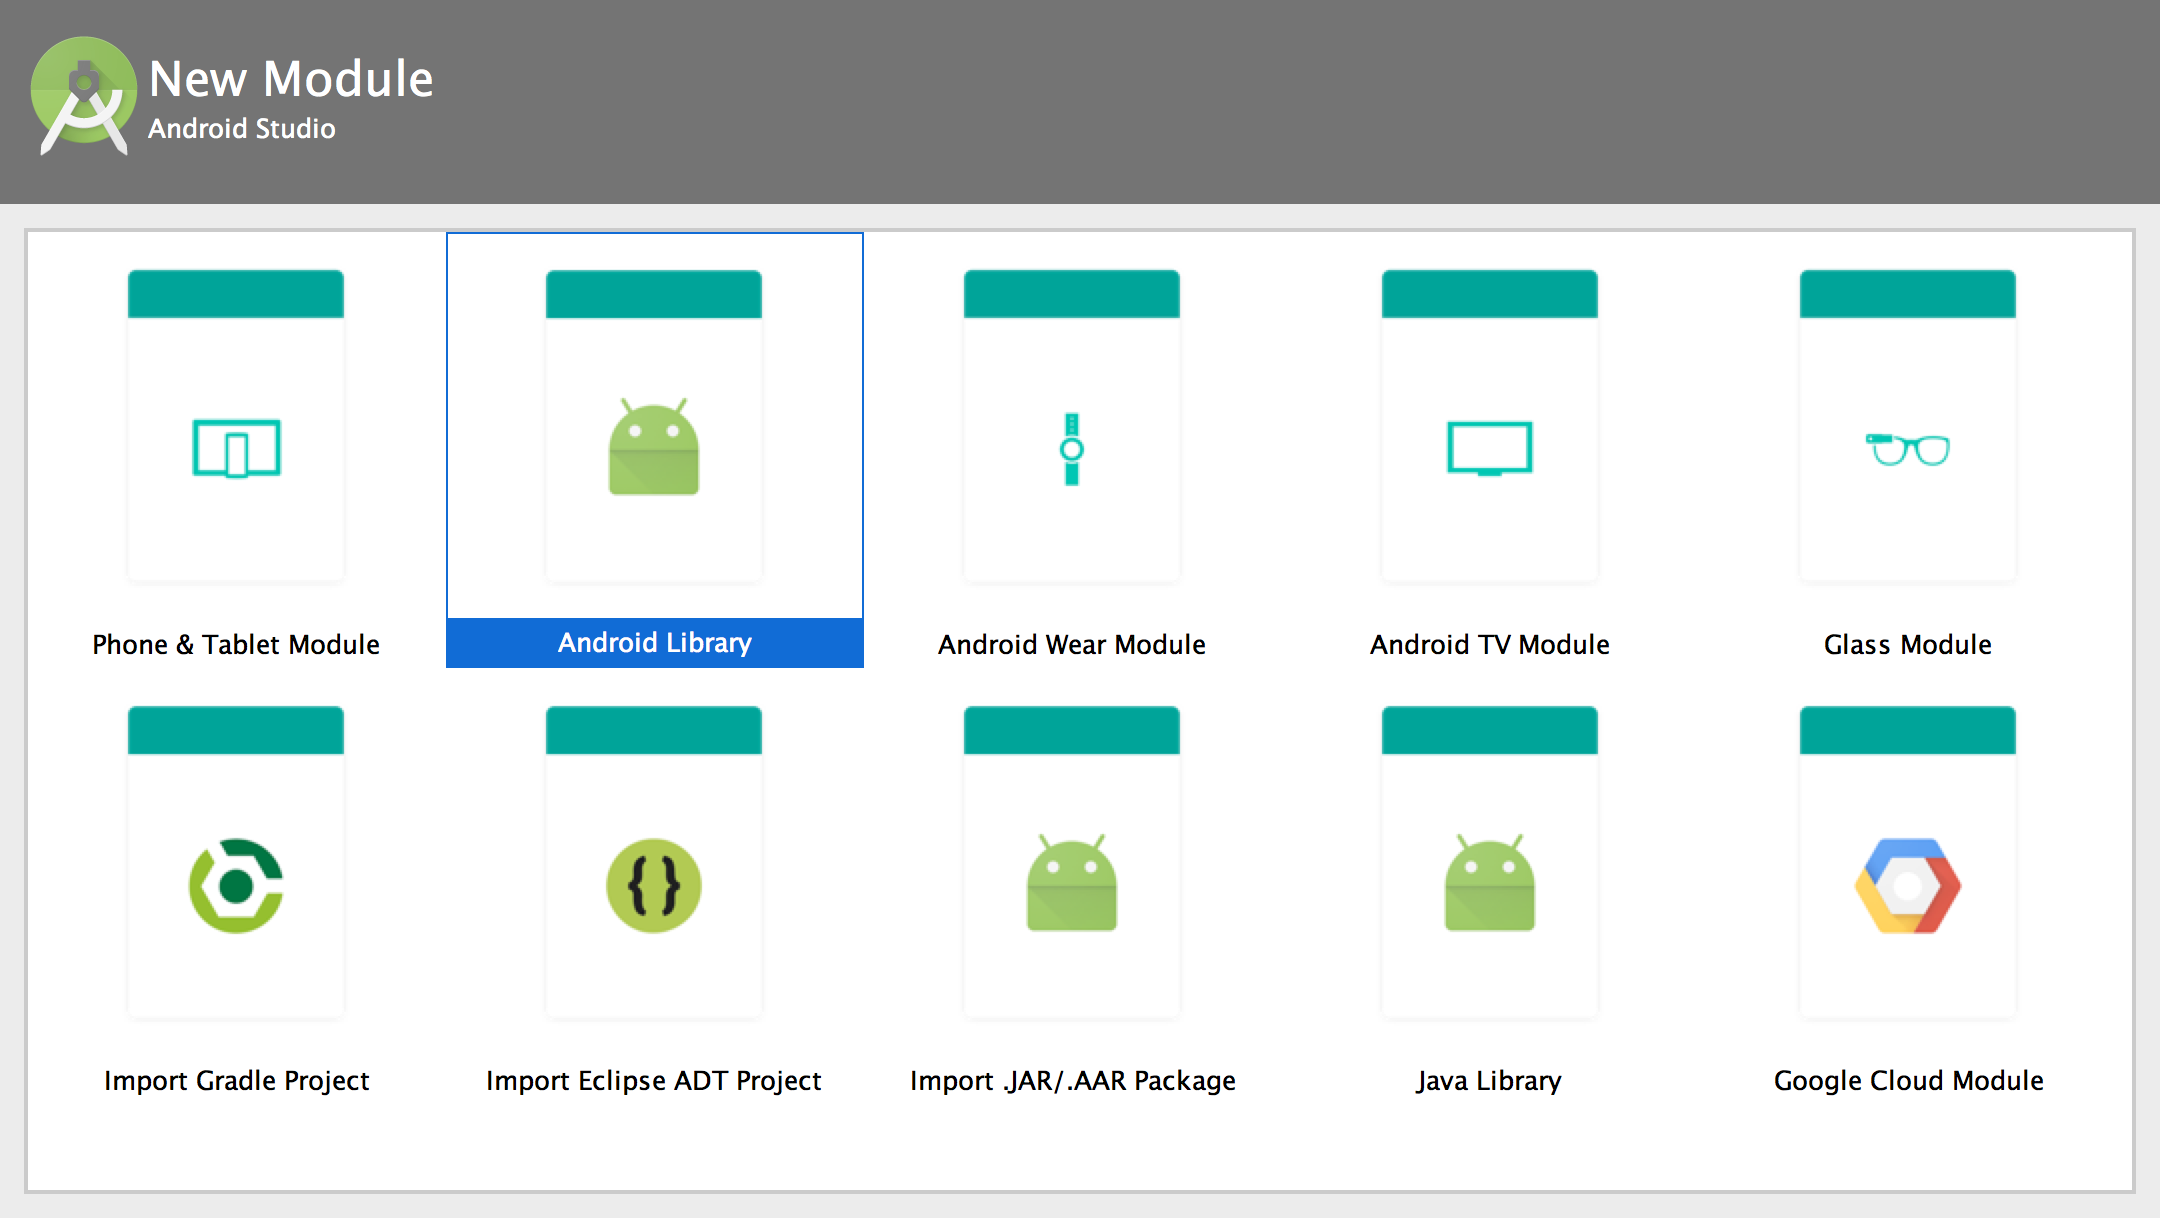 New Module
Android Studio
Phone & Tablet Module
Android Library
Android Wear Module
Android TV Module
Glass Module
Import Gradle Project
Import Eclipse ADT Project
Import .JAR/.AAR Package
Java Library
Google Cloud Module